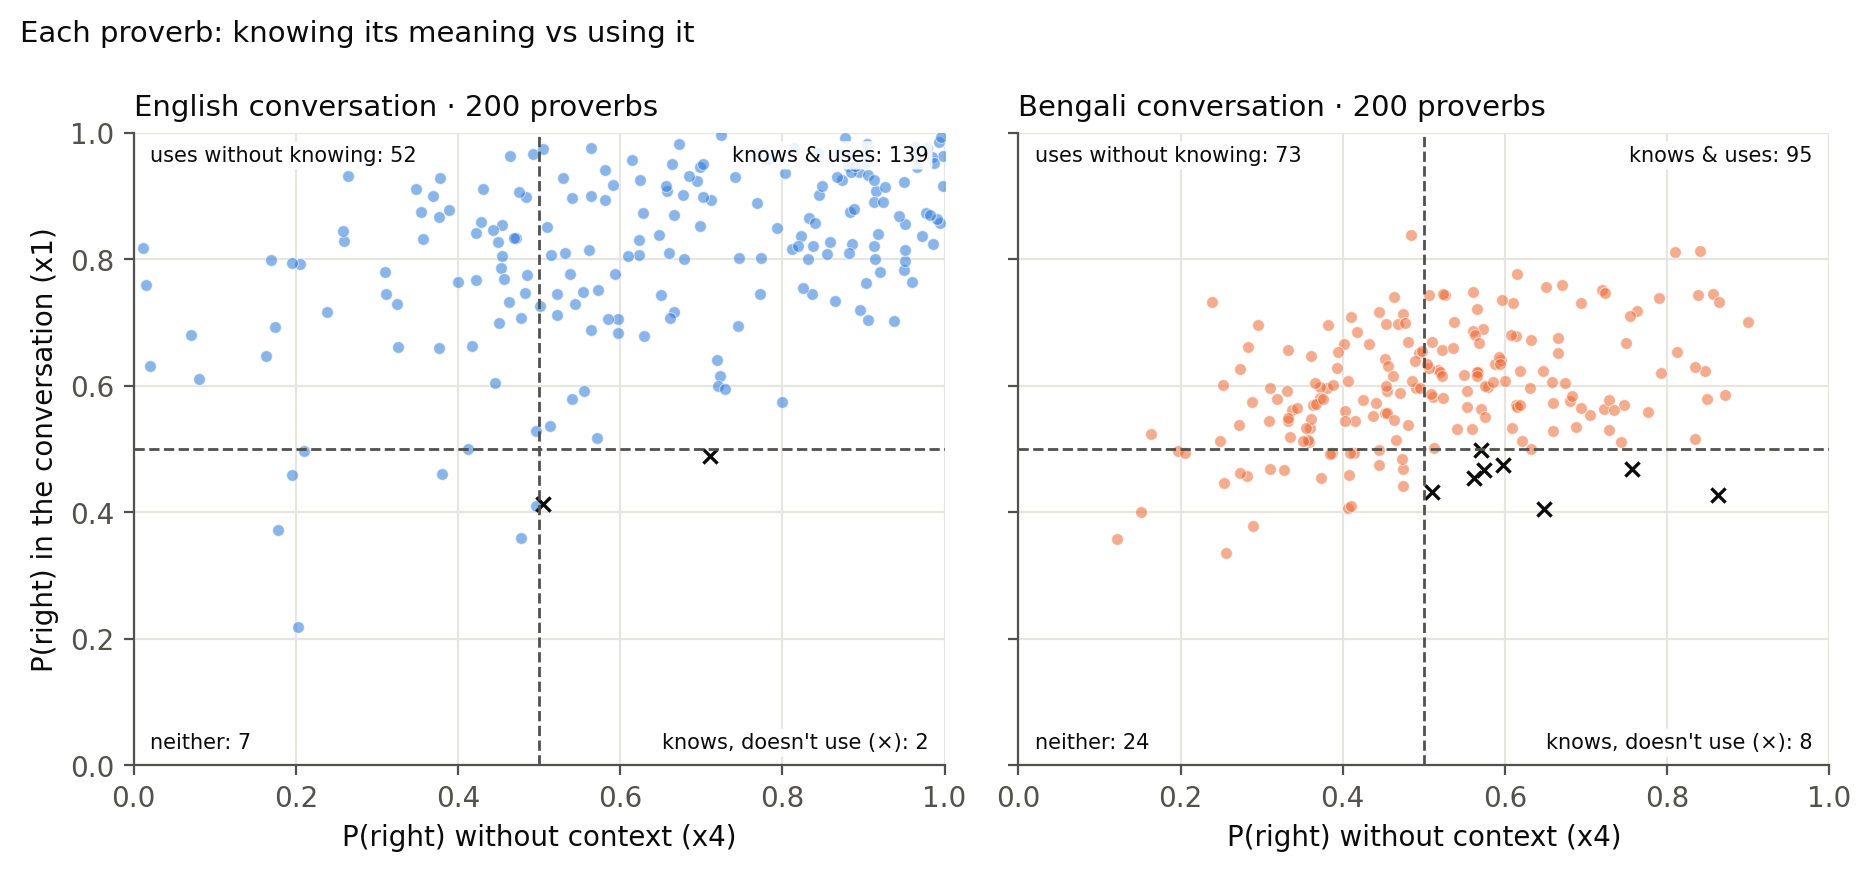 Each proverb: knowing its meaning vs using it
English conversation · 200 proverbs
Bengali conversation · 200 proverbs
P(right) in the conversation (x1)
1.0
0.8
0.6
0.4
0.2
0.0
uses without knowing: 52
knows & uses: 139
neither: 7
knows, doesn't use (×): 2
0.0 0.2 0.4 0.6 0.8 1.0
P(right) without context (x4)
uses without knowing: 73
knows & uses: 95
neither: 24
knows, doesn't use (×): 8
0.0 0.2 0.4 0.6 0.8 1.0
P(right) without context (x4)